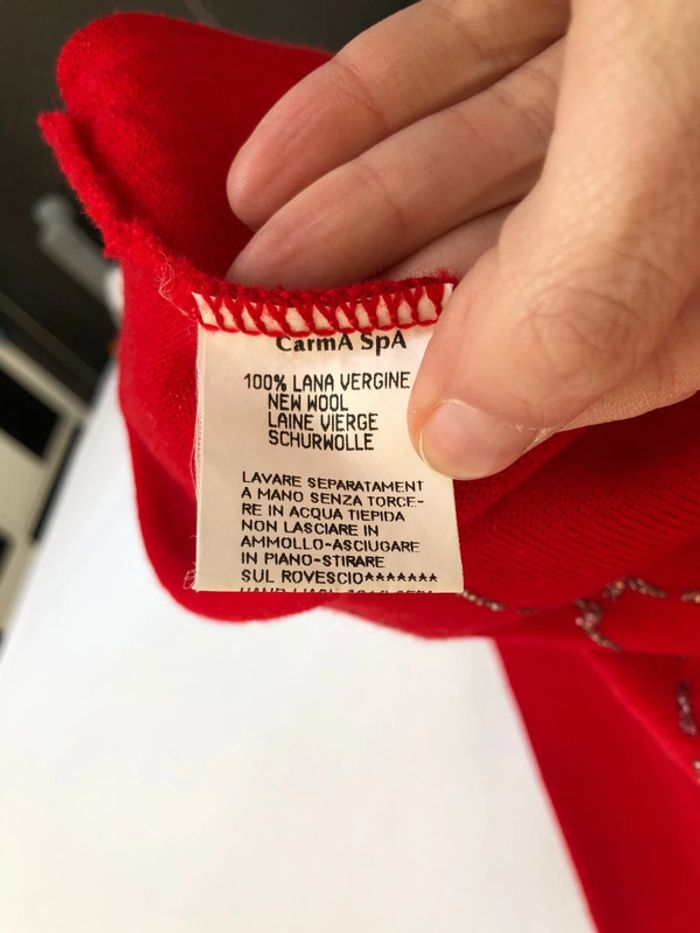 CarmA SpA
100% LANA VERGINE
NEW WOOL
LAINE VIERGE
SCHURWOLLE
LAVARE SEPARATAMENT
A MANO SENZA TORCE-
RE IN ACQUA TIEPIDA
NON LASCIARE IN
AMMOLLO-ASCIUGARE
IN PIANO-STIRARE
SUL ROVESCIO*******